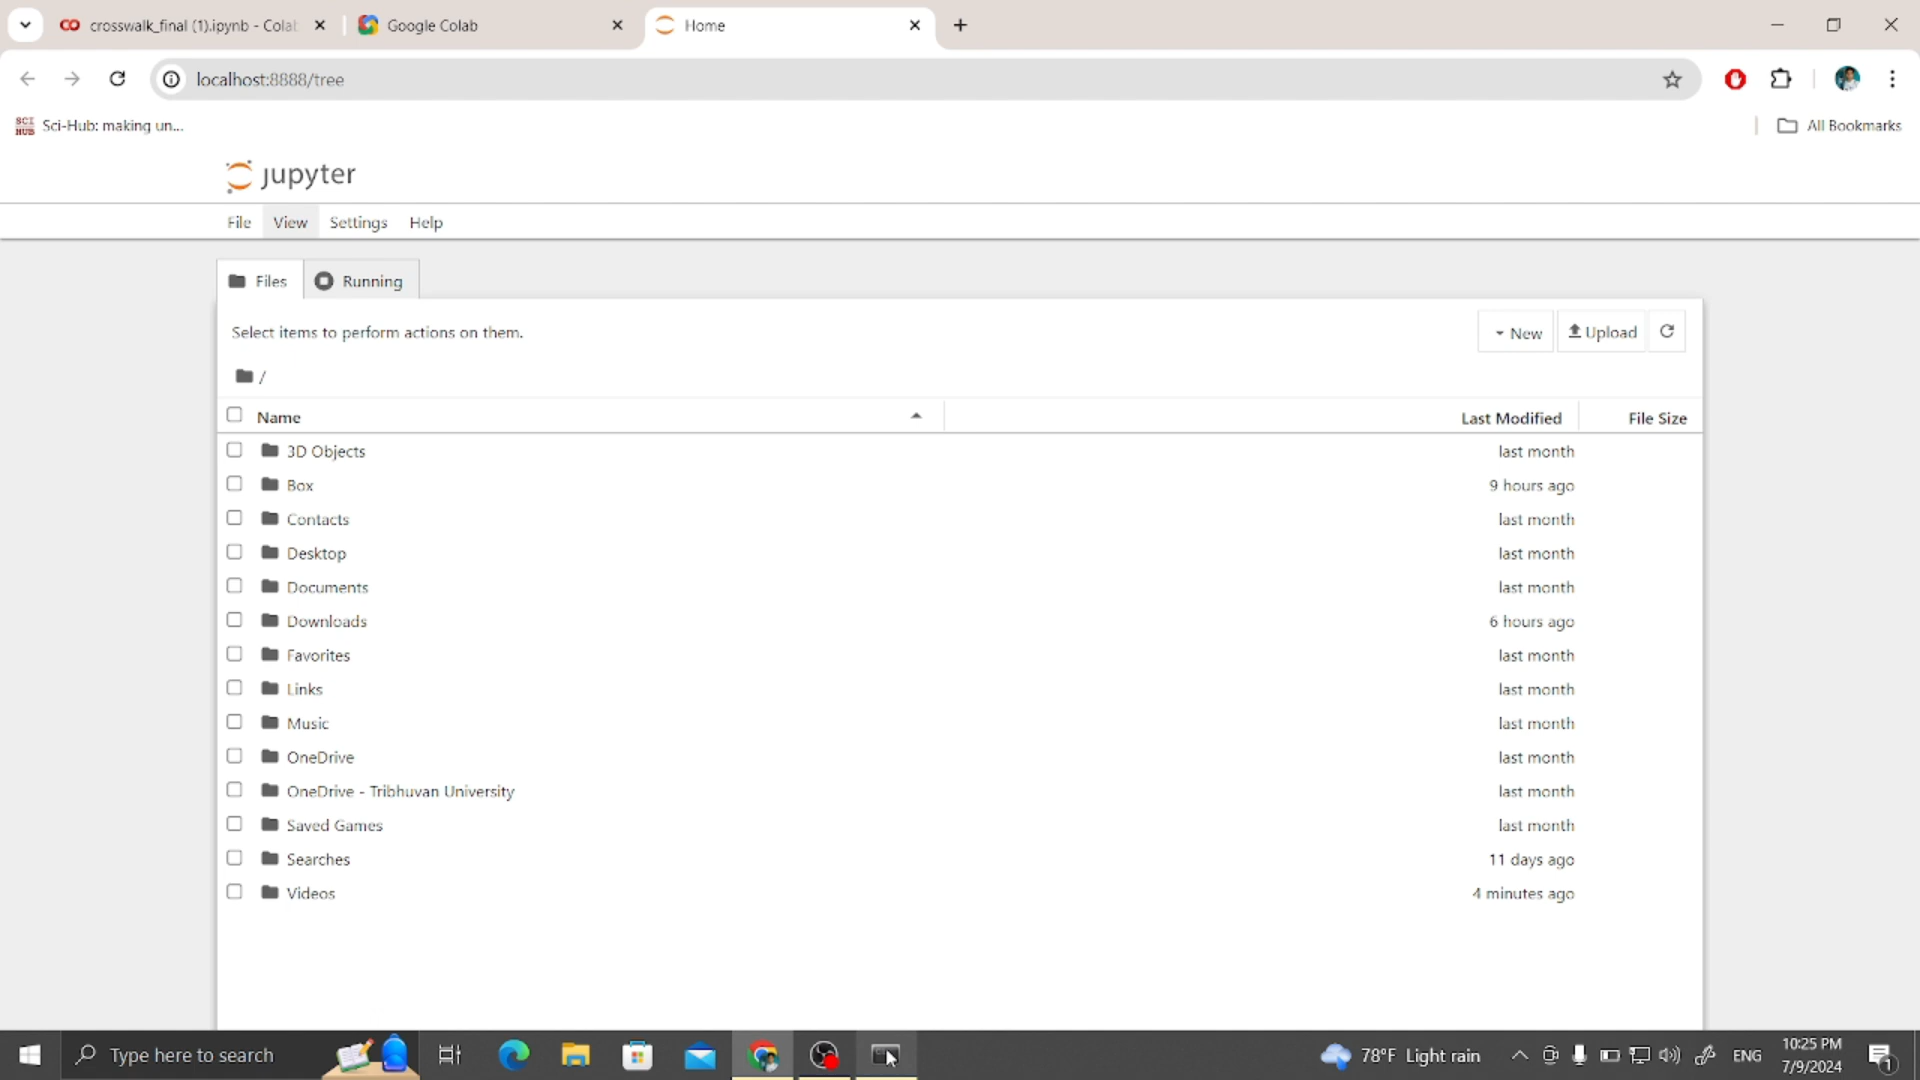 crosswalk_final (1).ipynb - Colab
Google Colab
Home
localhost:8888/tree
SCI HUB
Sci-Hub: making un...
All Bookmarks
jupyter
File View Settings Help
Files Running
Select items to perform actions on them.
New Upload
/
Name Last Modified File Size
3D Objects last month
Box 9 hours ago
Contacts last month
Desktop last month
Documents last month
Downloads 6 hours ago
Favorites last month
Links last month
Music last month
OneDrive last month
OneDrive - Tribhuvan University last month
Saved Games last month
Searches 11 days ago
Videos 4 minutes ago
Type here to search
78°F Light rain
ENG
10:25 PM
7/9/2024
1